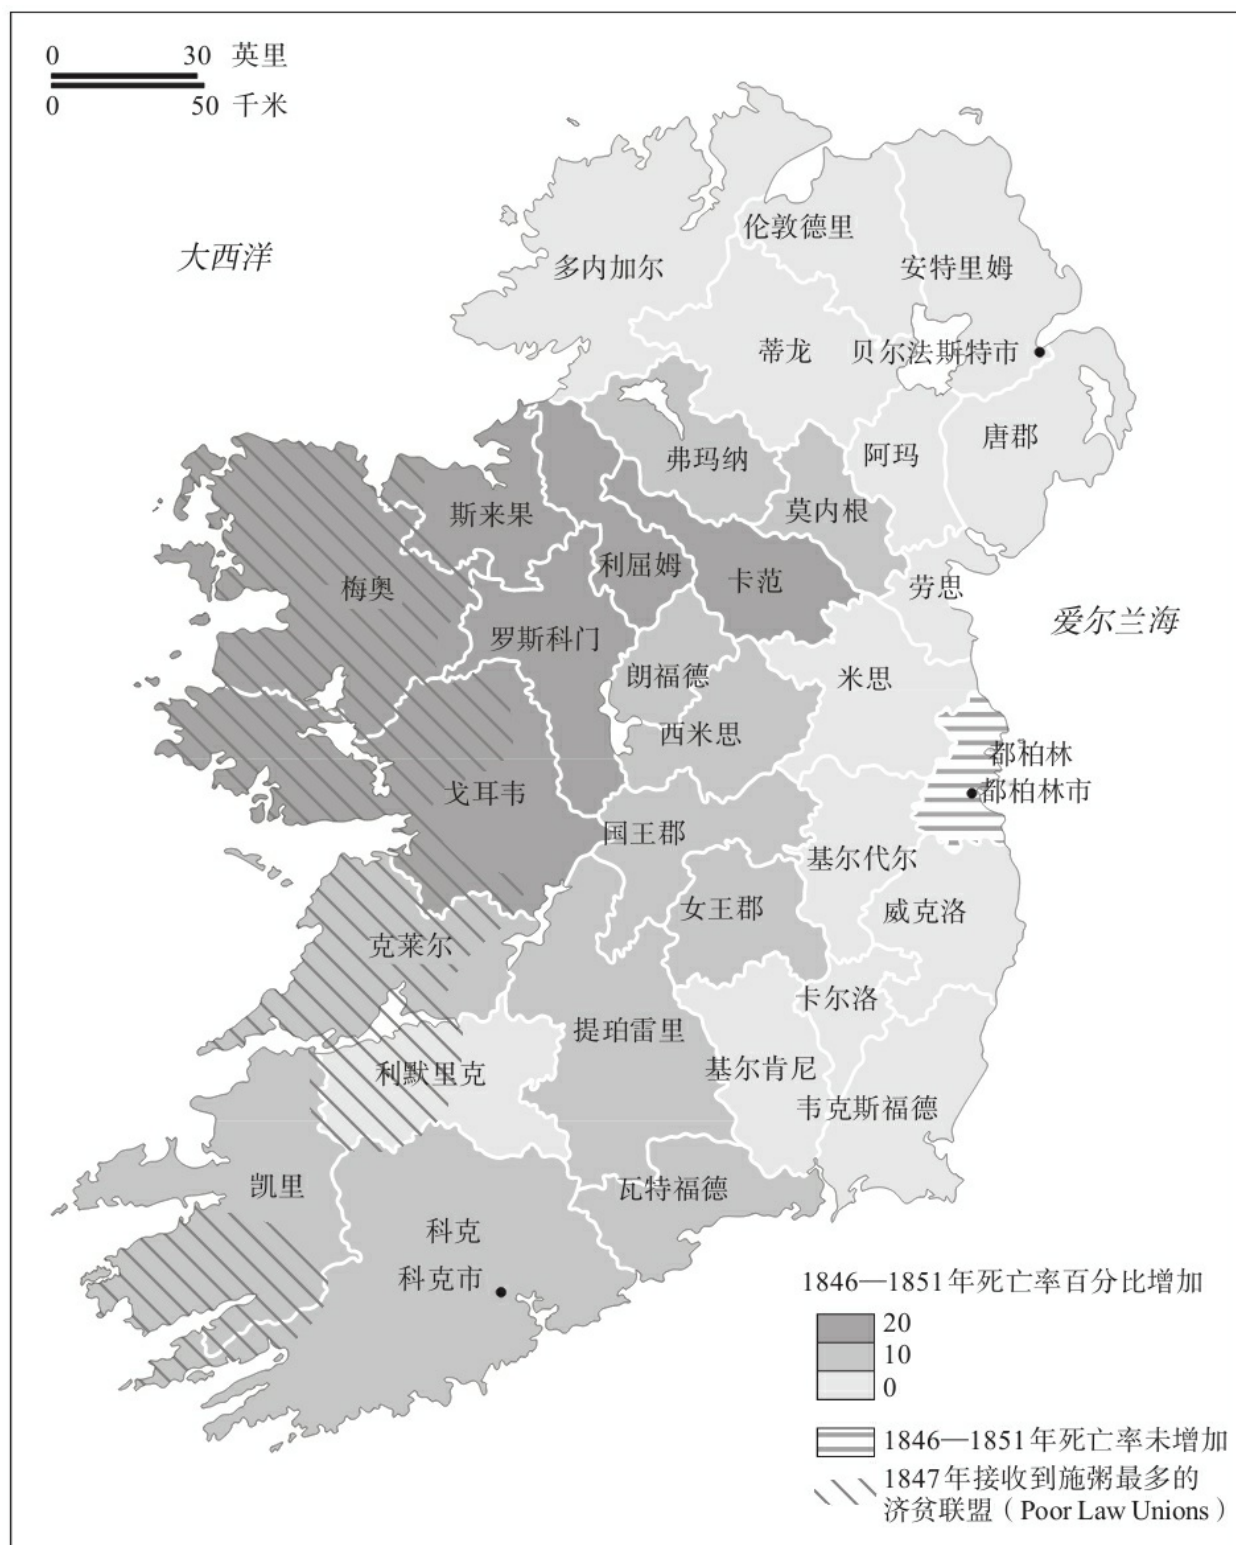 0 30 英里
0 50 千米
大西洋
伦敦德里
多内加尔
安特里姆
蒂龙
贝尔法斯特市
唐郡
阿玛
弗玛纳
莫内根
斯来果
利屈姆
卡范
梅奥
劳思
爱尔兰海
罗斯科门
朗福德
米思
西米思
都柏林
都柏林市
戈耳韦
国王郡
基尔代尔
女王郡
威克洛
克莱尔
卡尔洛
提珀雷里
利默里克
基尔肯尼
韦克斯福德
凯里
瓦特福德
科克
科克市
1846—1851年死亡率百分比增加
20
10
0
1846—1851年死亡率未增加
1847年接收到施粥最多的
济贫联盟（Poor Law Unions）